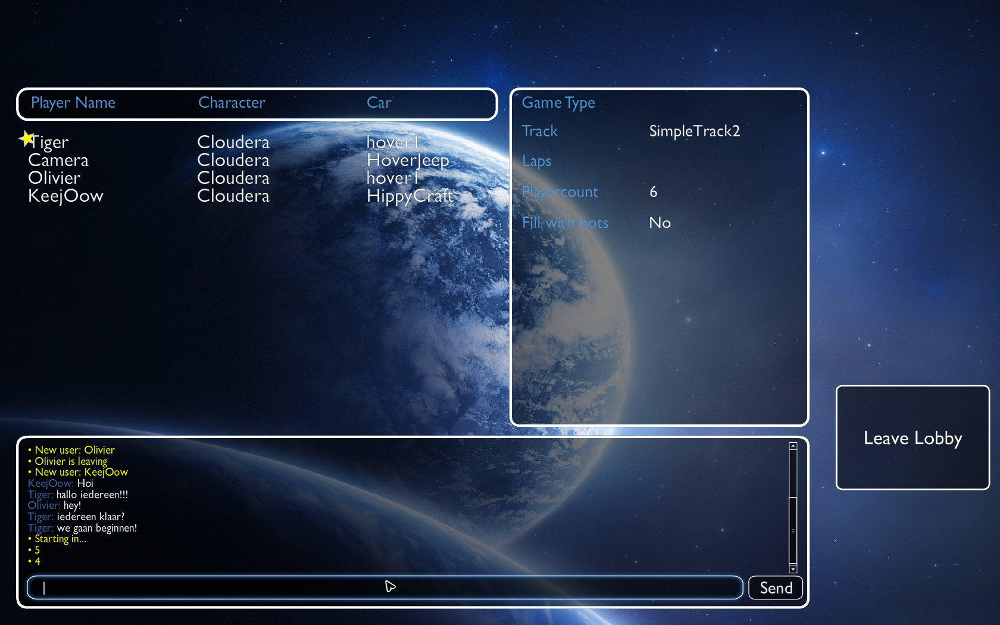 Player Name Character Car
Tiger Cloudera hover1
Camera Cloudera HoverJeep
Olivier Cloudera hover1
KeejOow Cloudera HippyCraft
Game Type
Track SimpleTrack2
Laps
Playercount 6
Fill with bots No
• New user: Olivier
• Olivier is leaving
• New user: KeejOow
KeejOow: Hoi
Tiger: hallo iedereen!!!
Olivier: hey!
Tiger: iedereen klaar?
Tiger: we gaan beginnen!
• Starting in...
• 5
• 4
Send
Leave Lobby